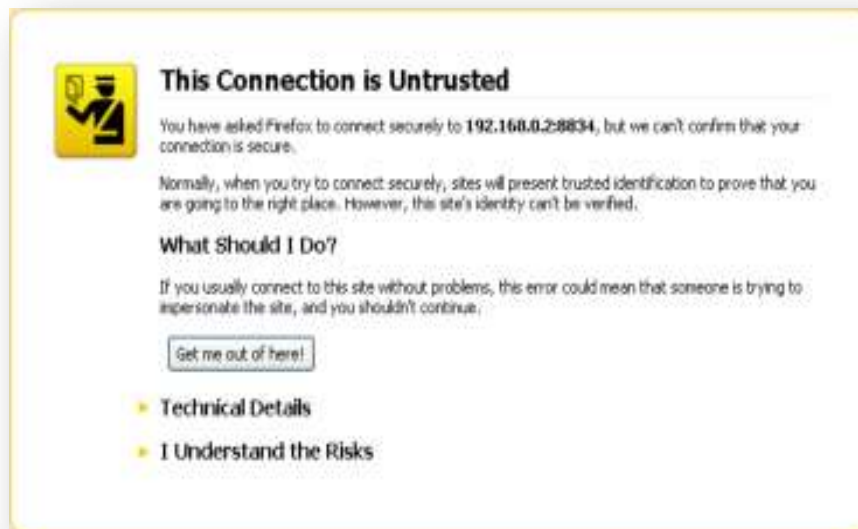 This Connection is Untrusted
You have asked Firefox to connect securely to 192.168.0.2:8834, but we can't confirm that your
connection is secure.
Normally, when you try to connect securely, sites will present trusted identification to prove that you
are going to the right place. However, this site's identity can't be verified.
What Should I Do?
If you usually connect to this site without problems, this error could mean that someone is trying to
impersonate the site, and you shouldn't continue.
Get me out of here!
Technical Details
I Understand the Risks